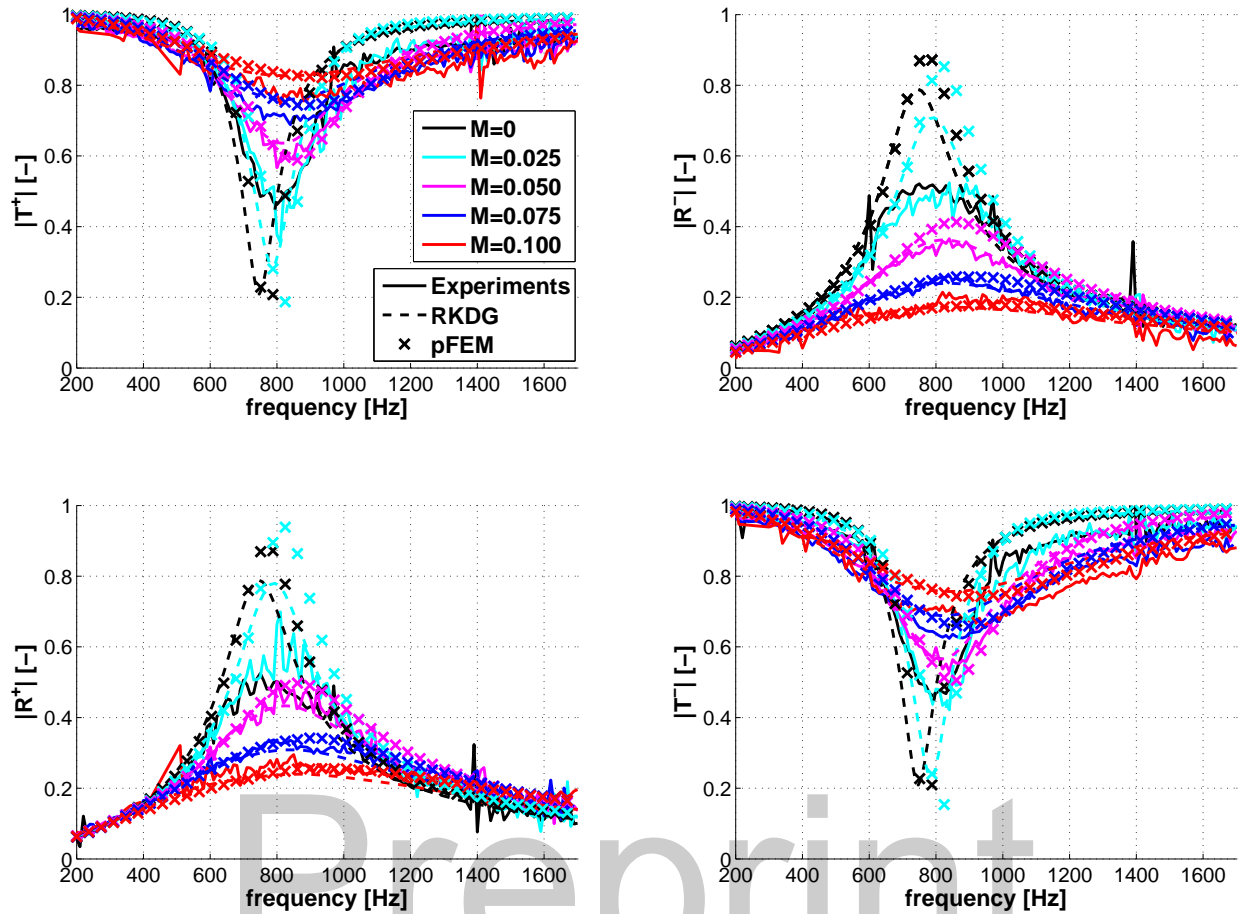 1
0.8
0.6
0.4
0.2
0
|T⁺| [–]
200 400 600 800 1000 1200 1400 1600
frequency [Hz]
M=0
M=0.025
M=0.050
M=0.075
M=0.100
Experiments
RKDG
pFEM
1
0.8
0.6
0.4
0.2
0
|R⁻| [–]
200 400 600 800 1000 1200 1400 1600
frequency [Hz]
1
0.8
0.6
0.4
0.2
0
|R⁺| [–]
200 400 600 800 1000 1200 1400 1600
frequency [Hz]
1
0.8
0.6
0.4
0.2
0
|T⁻| [–]
200 400 600 800 1000 1200 1400 1600
frequency [Hz]
Preprint